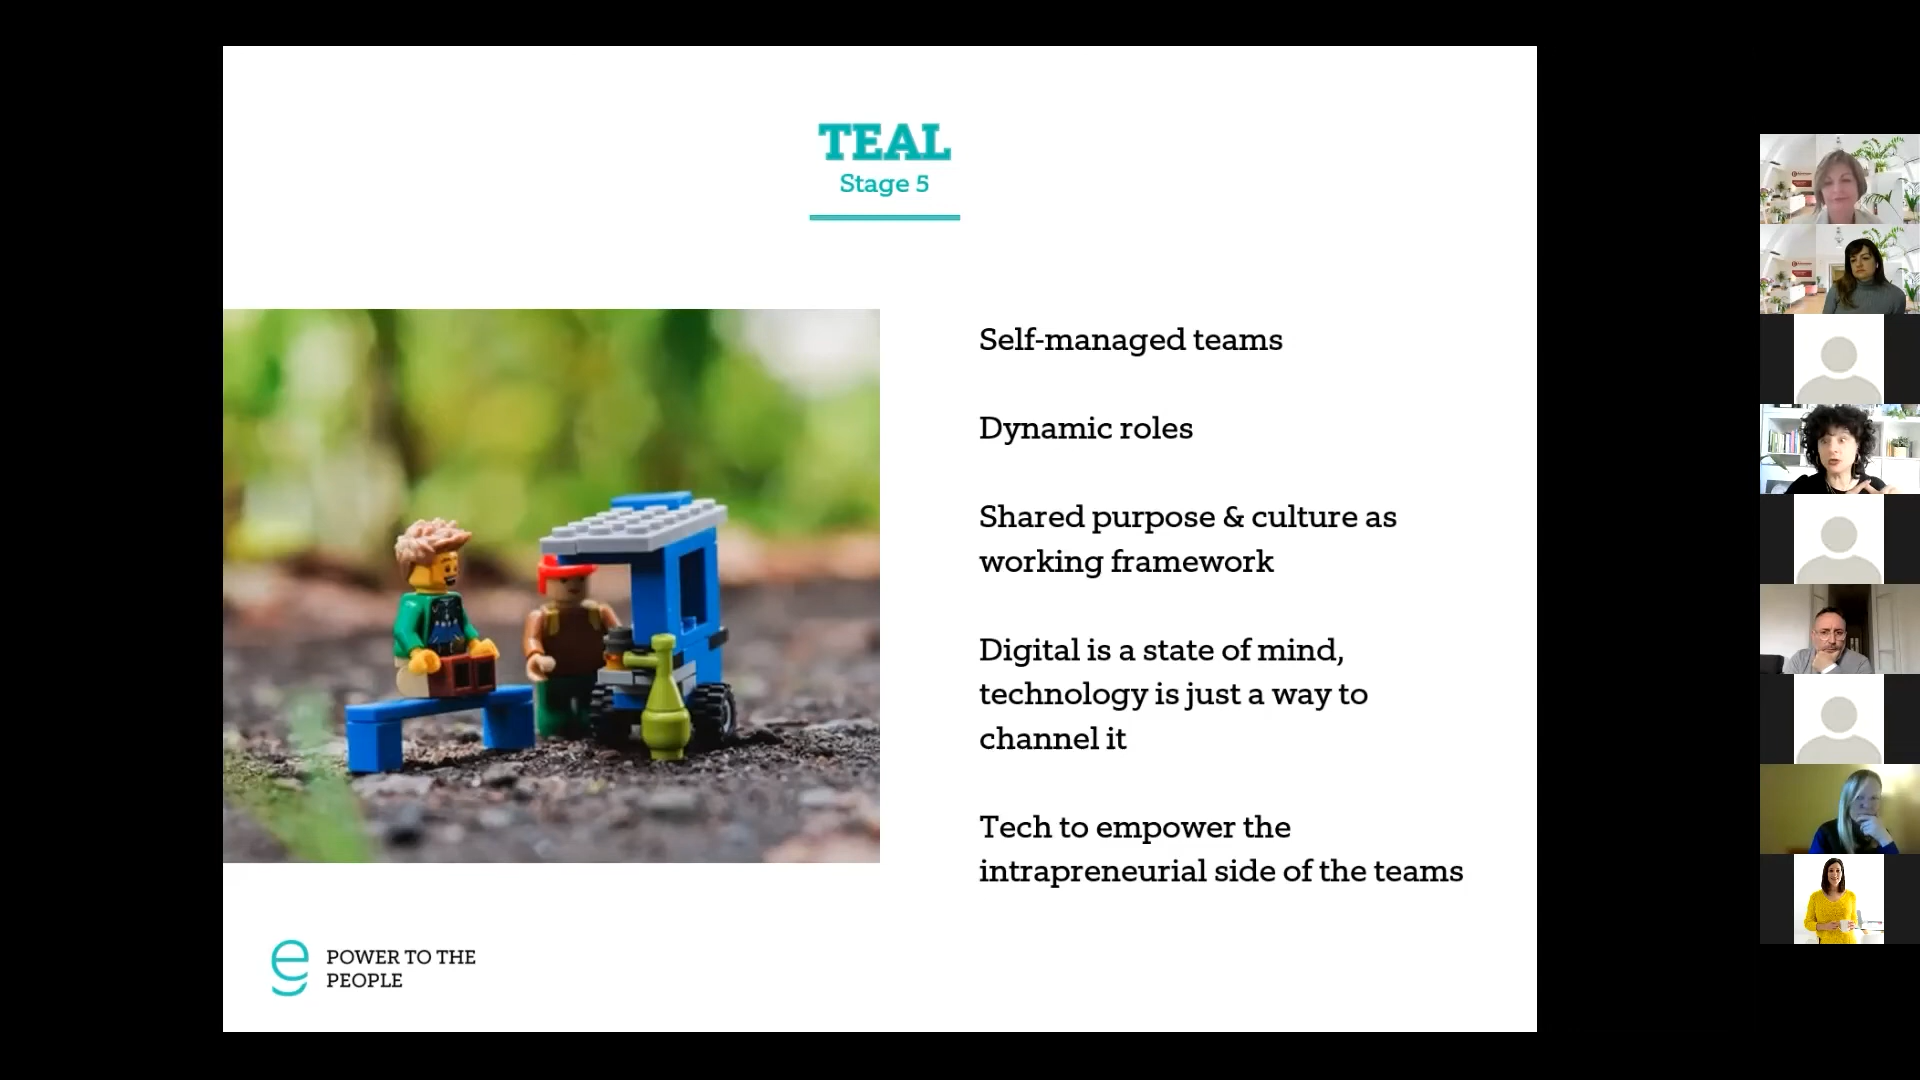 TEAL
Stage 5
Self-managed teams
Dynamic roles
Shared purpose & culture as
working framework
Digital is a state of mind,
technology is just a way to
channel it
Tech to empower the
intrapreneurial side of the teams
e
POWER TO THE
PEOPLE